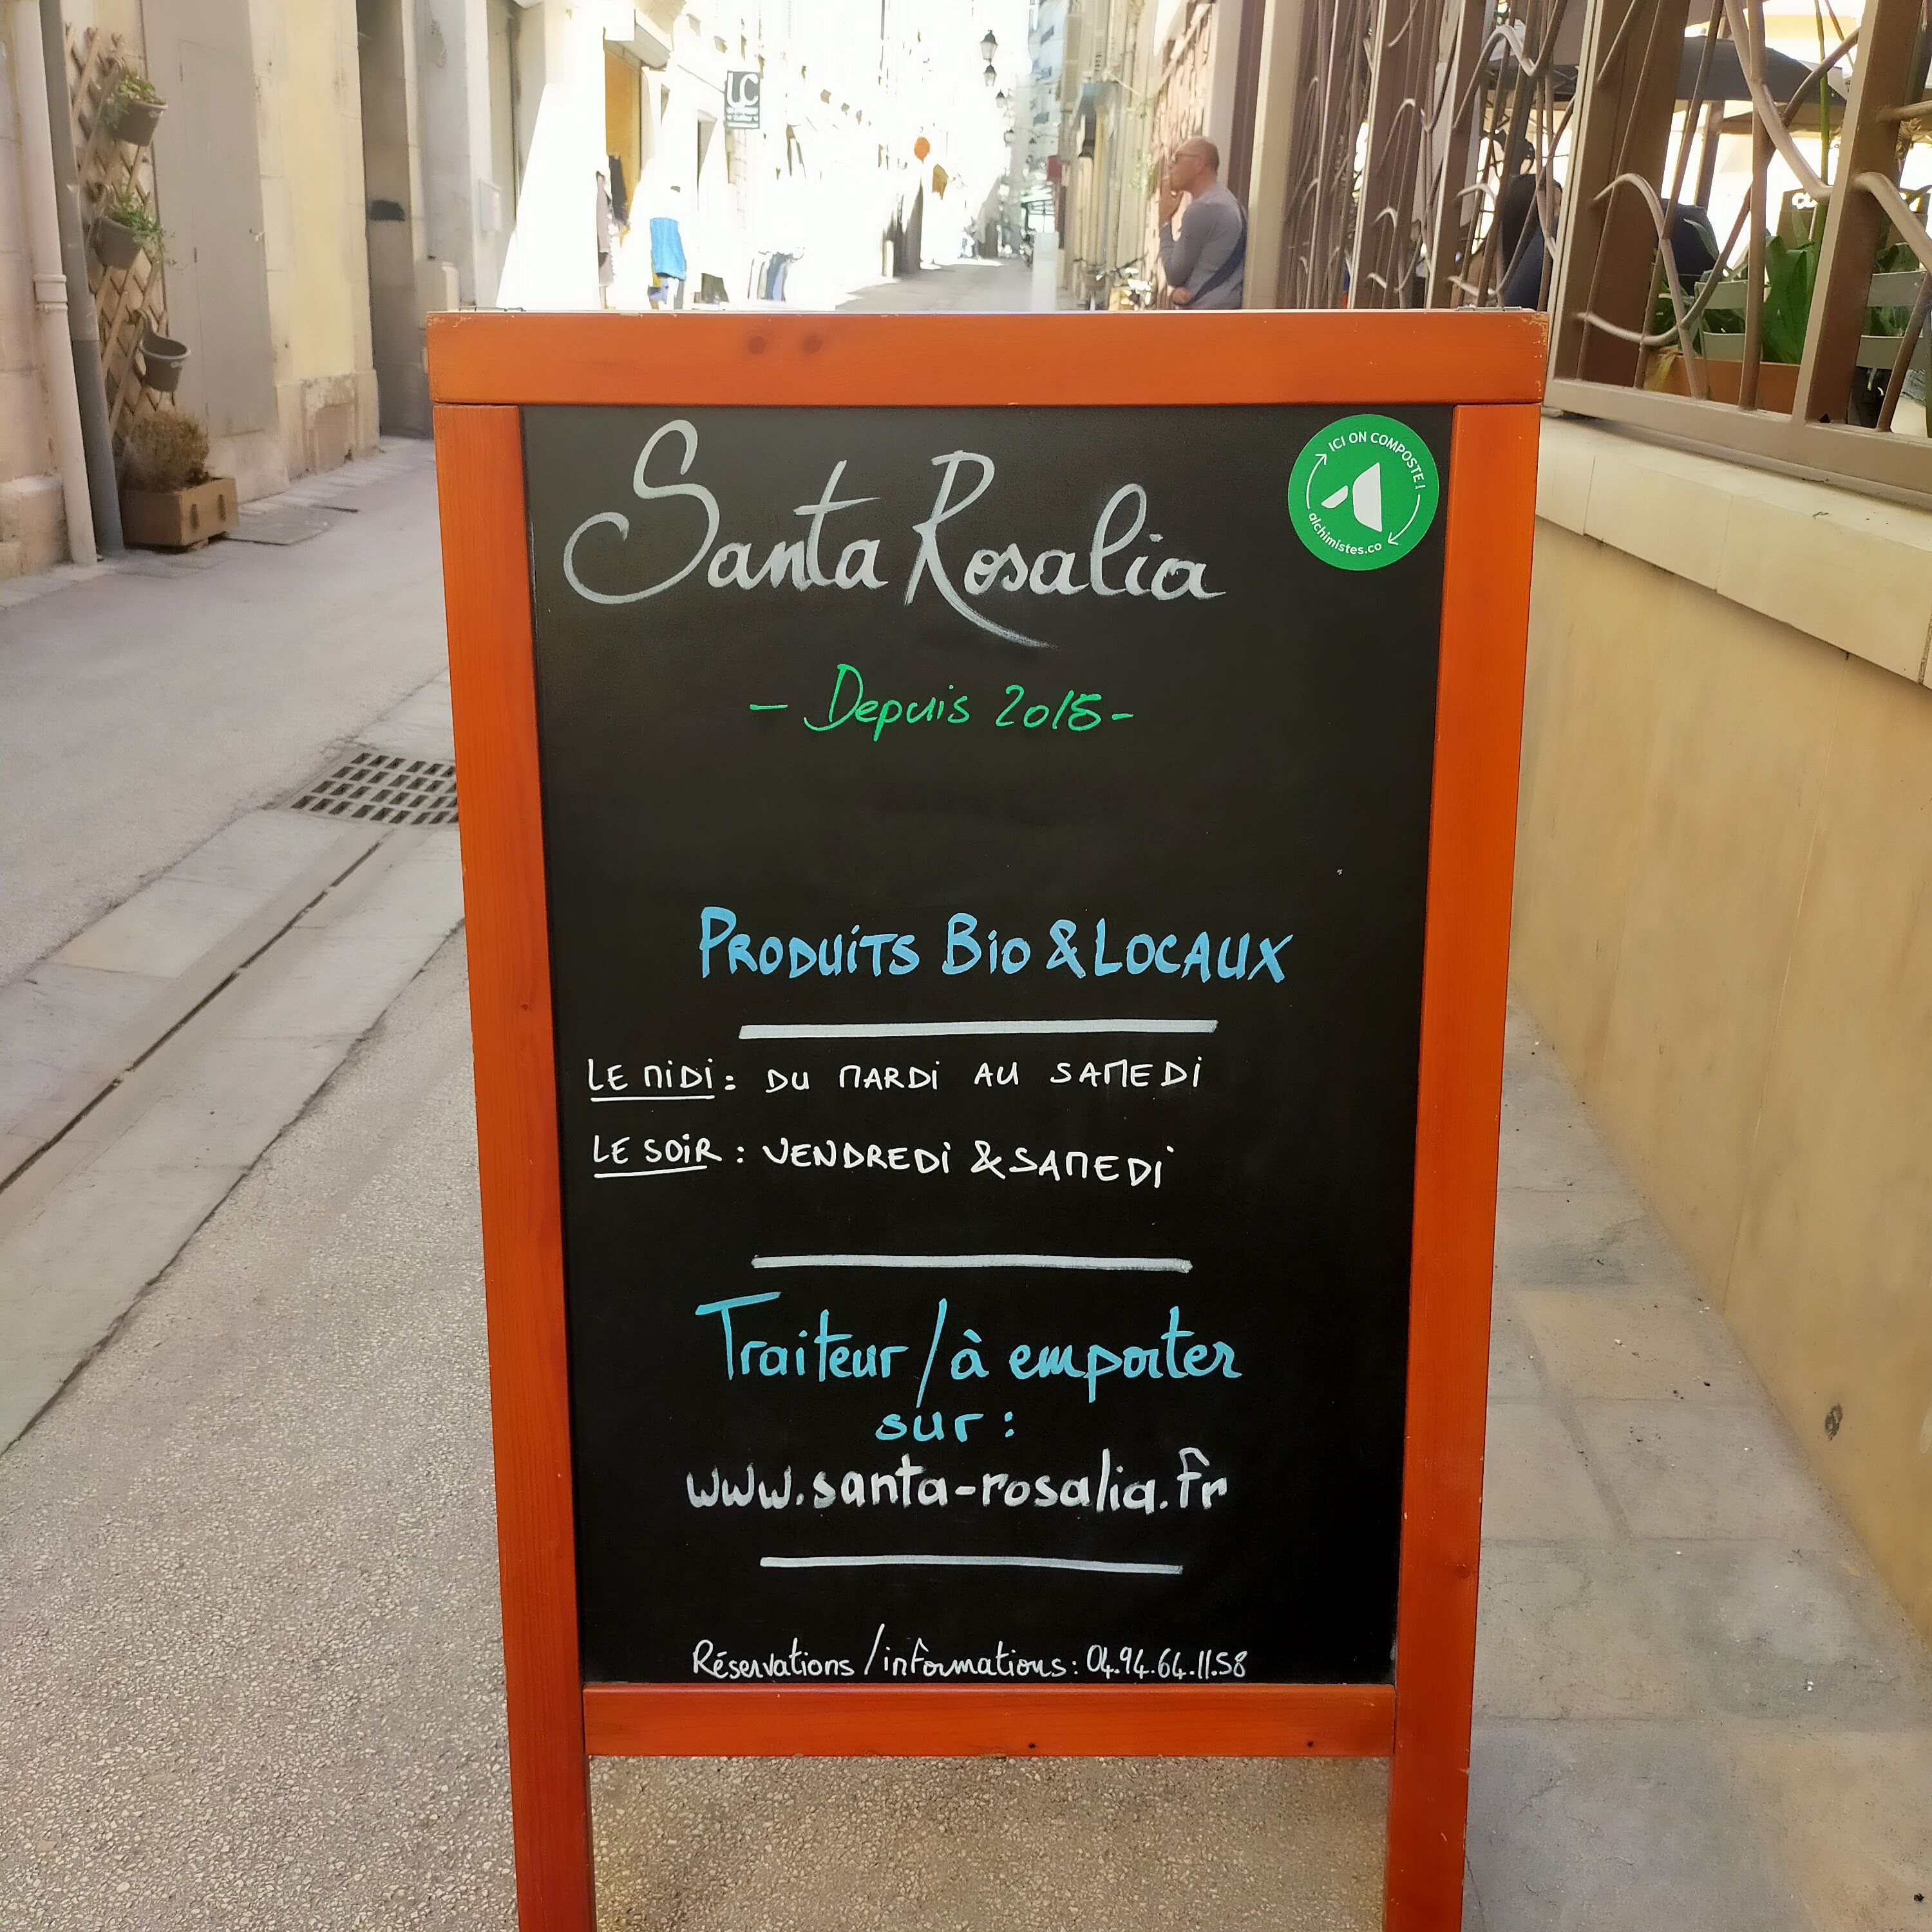 UC
Santa Rosalia
ICI ON COMPOSTE !
alchimistes.co
- Depuis 2015 -
PRODUITS BIO & LOCAUX
LE MIDI : DU MARDI AU SAMEDI
LE SOIR : VENDREDI & SAMEDI
Traiteur / à emporter
sur :
www.santa-rosalia.fr
Réservations / informations : 04.94.64.11.58